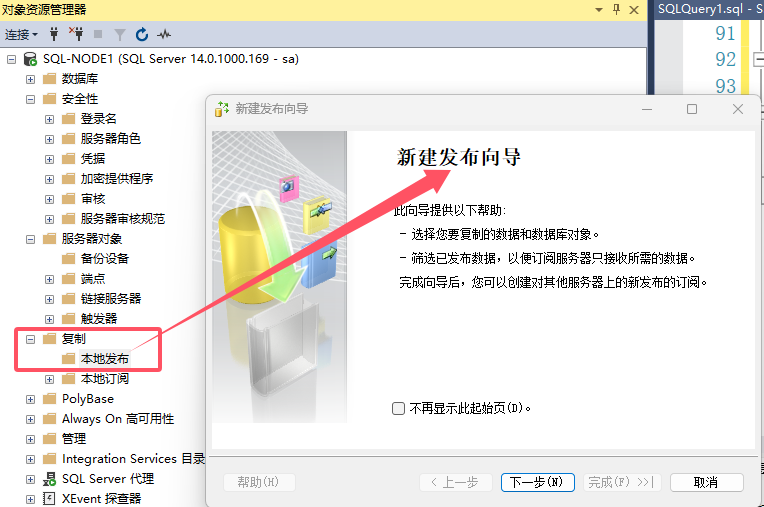 对象资源管理器
连接
SQL-NODE1 (SQL Server 14.0.1000.169 - sa)
数据库
安全性
登录名
服务器角色
凭据
加密提供程序
审核
服务器审核规范
服务器对象
备份设备
端点
链接服务器
触发器
复制
本地发布
本地订阅
PolyBase
Always On 高可用性
管理
Integration Services 目录
SQL Server 代理
XEvent 探查器
SQLQuery1.sql - S
91
92
93
新建发布向导
新建发布向导
此向导提供以下帮助:
- 选择您要复制的数据和数据库对象。
- 筛选已发布数据，以便订阅服务器只接收所需的数据。
完成向导后，您可以创建对其他服务器上的新发布的订阅。
不再显示此起始页(D)。
帮助(H)
< 上一步
下一步(N)
完成(F) >>|
取消